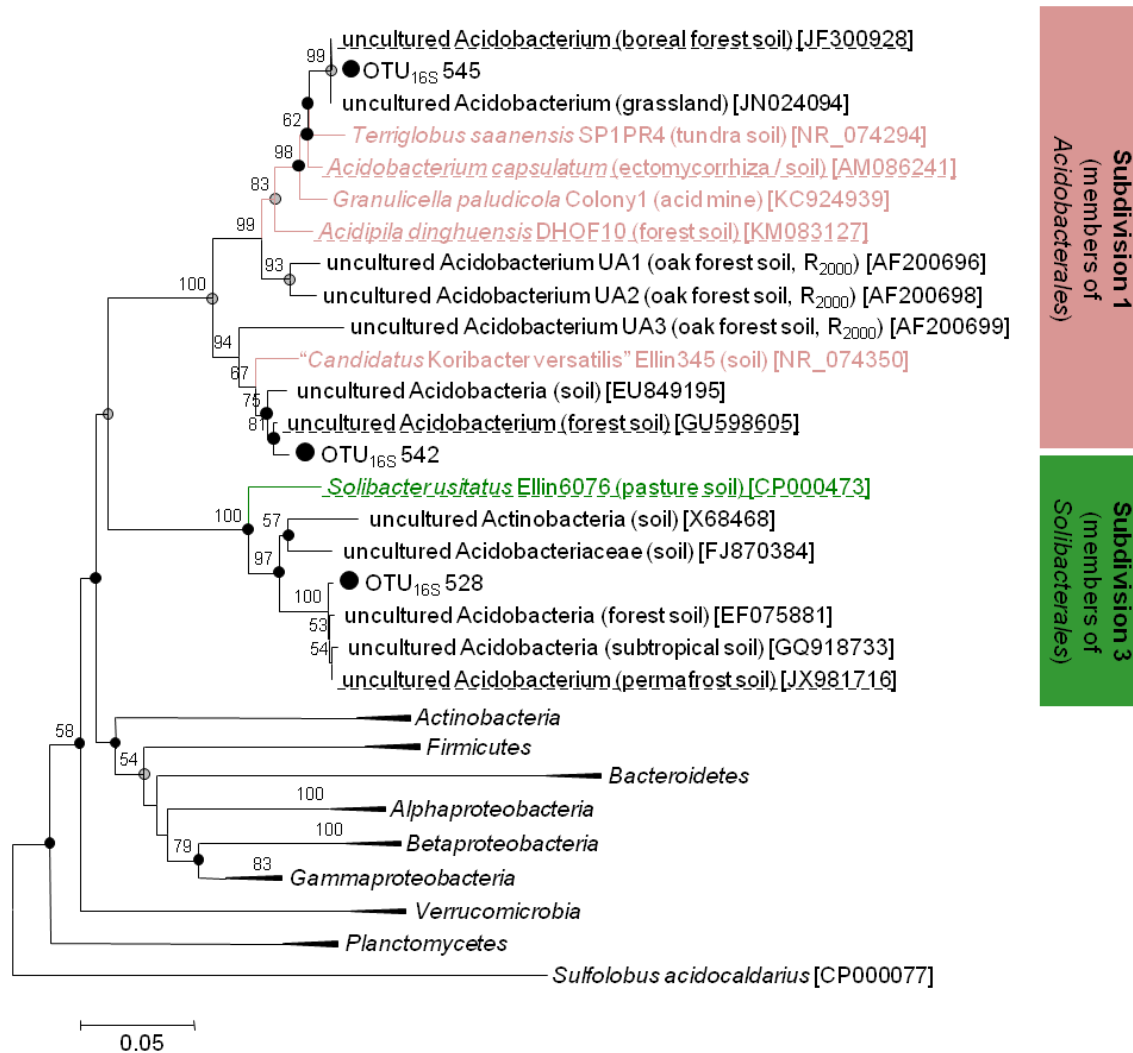 uncultured Acidobacterium (boreal forest soil) [JF300928]
99
OTU16S 545
uncultured Acidobacterium (grassland) [JN024094]
62
Terriglobus saanensis SP1PR4 (tundra soil) [NR_074294]
98
Acidobacterium capsulatum (ectomycorrhiza / soil) [AM086241]
83
Granulicella paludicola Colony1 (acid mine) [KC924939]
Acidipila dinghuensis DHOF10 (forest soil) [KM083127]
99
93
uncultured Acidobacterium UA1 (oak forest soil, R2000) [AF200696]
100
uncultured Acidobacterium UA2 (oak forest soil, R2000) [AF200698]
uncultured Acidobacterium UA3 (oak forest soil, R2000) [AF200699]
94
"Candidatus Koribacter versatilis" Ellin345 (soil) [NR_074350]
67
uncultured Acidobacteria (soil) [EU849195]
75
uncultured Acidobacterium (forest soil) [GU598605]
81
OTU16S 542
Subdivision 1
(members of
Acidobacterales)
Solibacter usitatus Ellin6076 (pasture soil) [CP000473]
100
57
uncultured Actinobacteria (soil) [X68468]
97
uncultured Acidobacteriaceae (soil) [FJ870384]
OTU16S 528
100
uncultured Acidobacteria (forest soil) [EF075881]
53
uncultured Acidobacteria (subtropical soil) [GQ918733]
54
uncultured Acidobacterium (permafrost soil) [JX981716]
Subdivision 3
(members of
Solibacterales)
Actinobacteria
58
Firmicutes
54
Bacteroidetes
100
Alphaproteobacteria
100
Betaproteobacteria
79
83
Gammaproteobacteria
Verrucomicrobia
Planctomycetes
Sulfolobus acidocaldarius [CP000077]
0.05